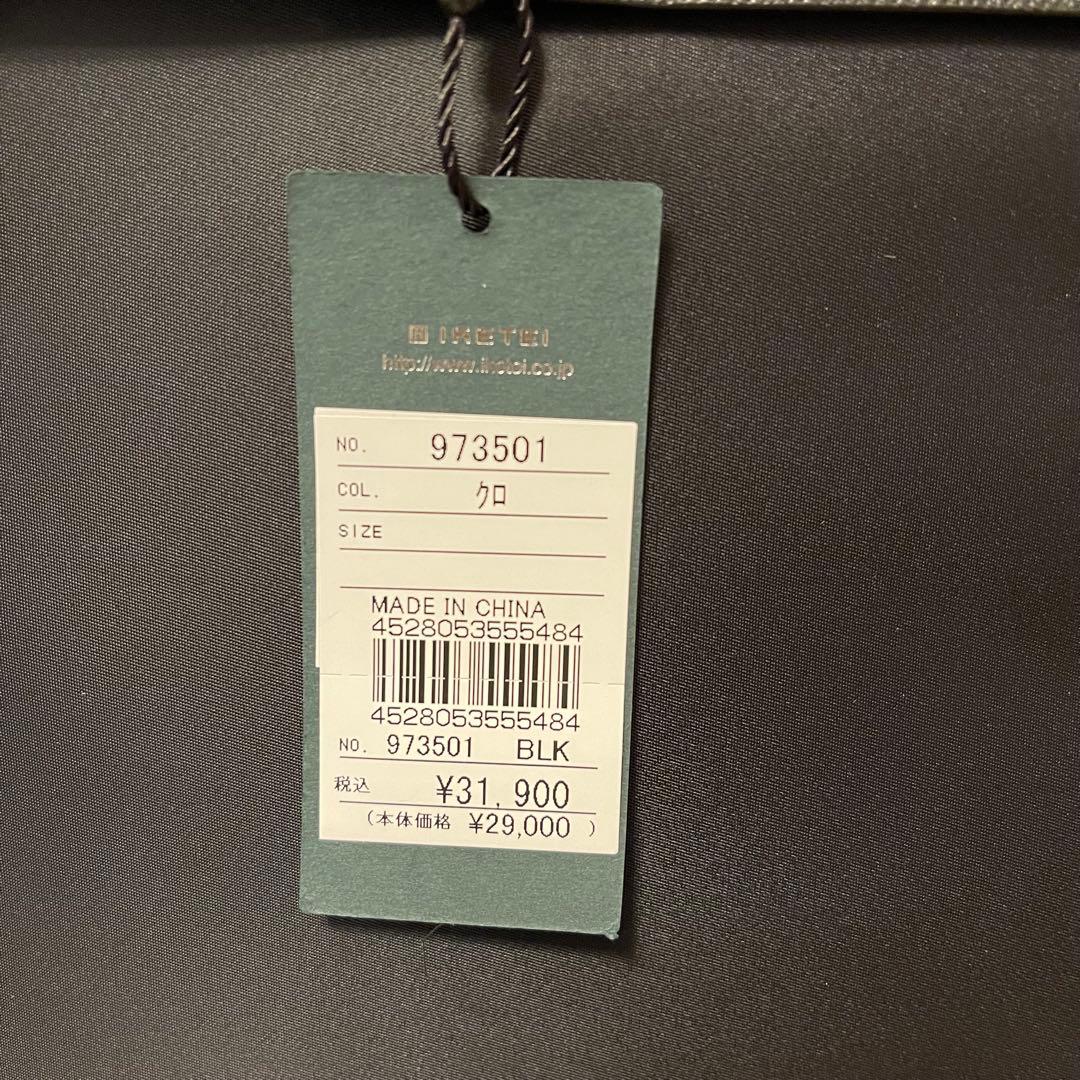 IKETEI
http://www.iketei.co.jp
NO. 973501
COL. クロ
SIZE
MADE IN CHINA
4528053555484
4528053555484
NO. 973501 BLK
税込 ¥31,900
(本体価格 ¥29,000 )